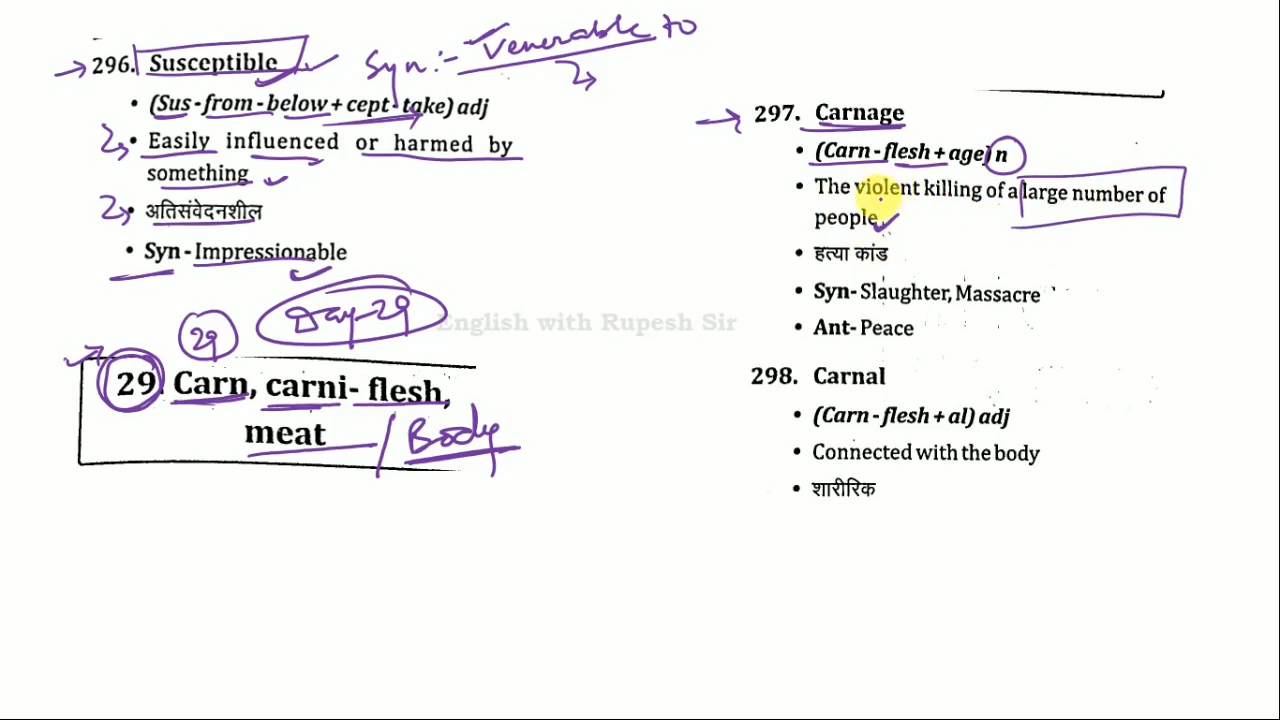 296. Susceptible
Syn:- Venerable to
• (Sus - from - below + cept - take) adj
• Easily influenced or harmed by
something
• अतिसंवेदनशील
• Syn - Impressionable
Day-29
29
29. Carn, carni- flesh,
meat / Body
297. Carnage
• (Carn - flesh + age) n
• The violent killing of a large number of
people
• हत्या कांड
• Syn- Slaughter, Massacre
• Ant- Peace
298. Carnal
• (Carn - flesh + al) adj
• Connected with the body
• शारीरिक
English with Rupesh Sir